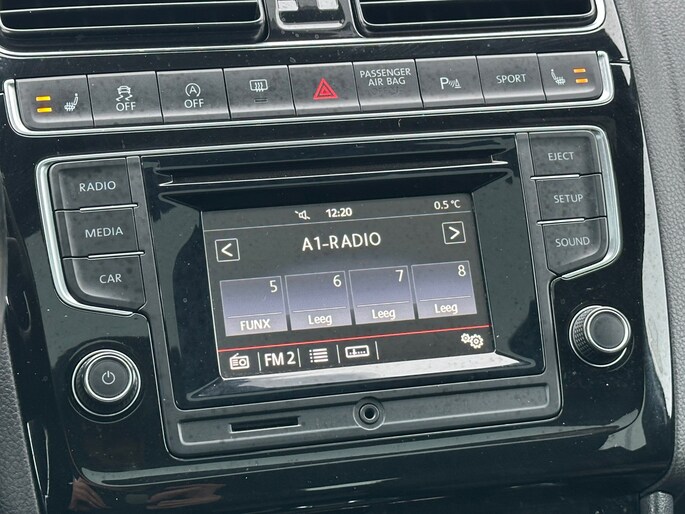 OFF
A
OFF
PASSENGER
AIR BAG
P
SPORT
RADIO
MEDIA
CAR
EJECT
SETUP
SOUND
12:20
0.5 °C
< A1-RADIO >
5 6 7 8
FUNX Leeg Leeg Leeg
FM 2